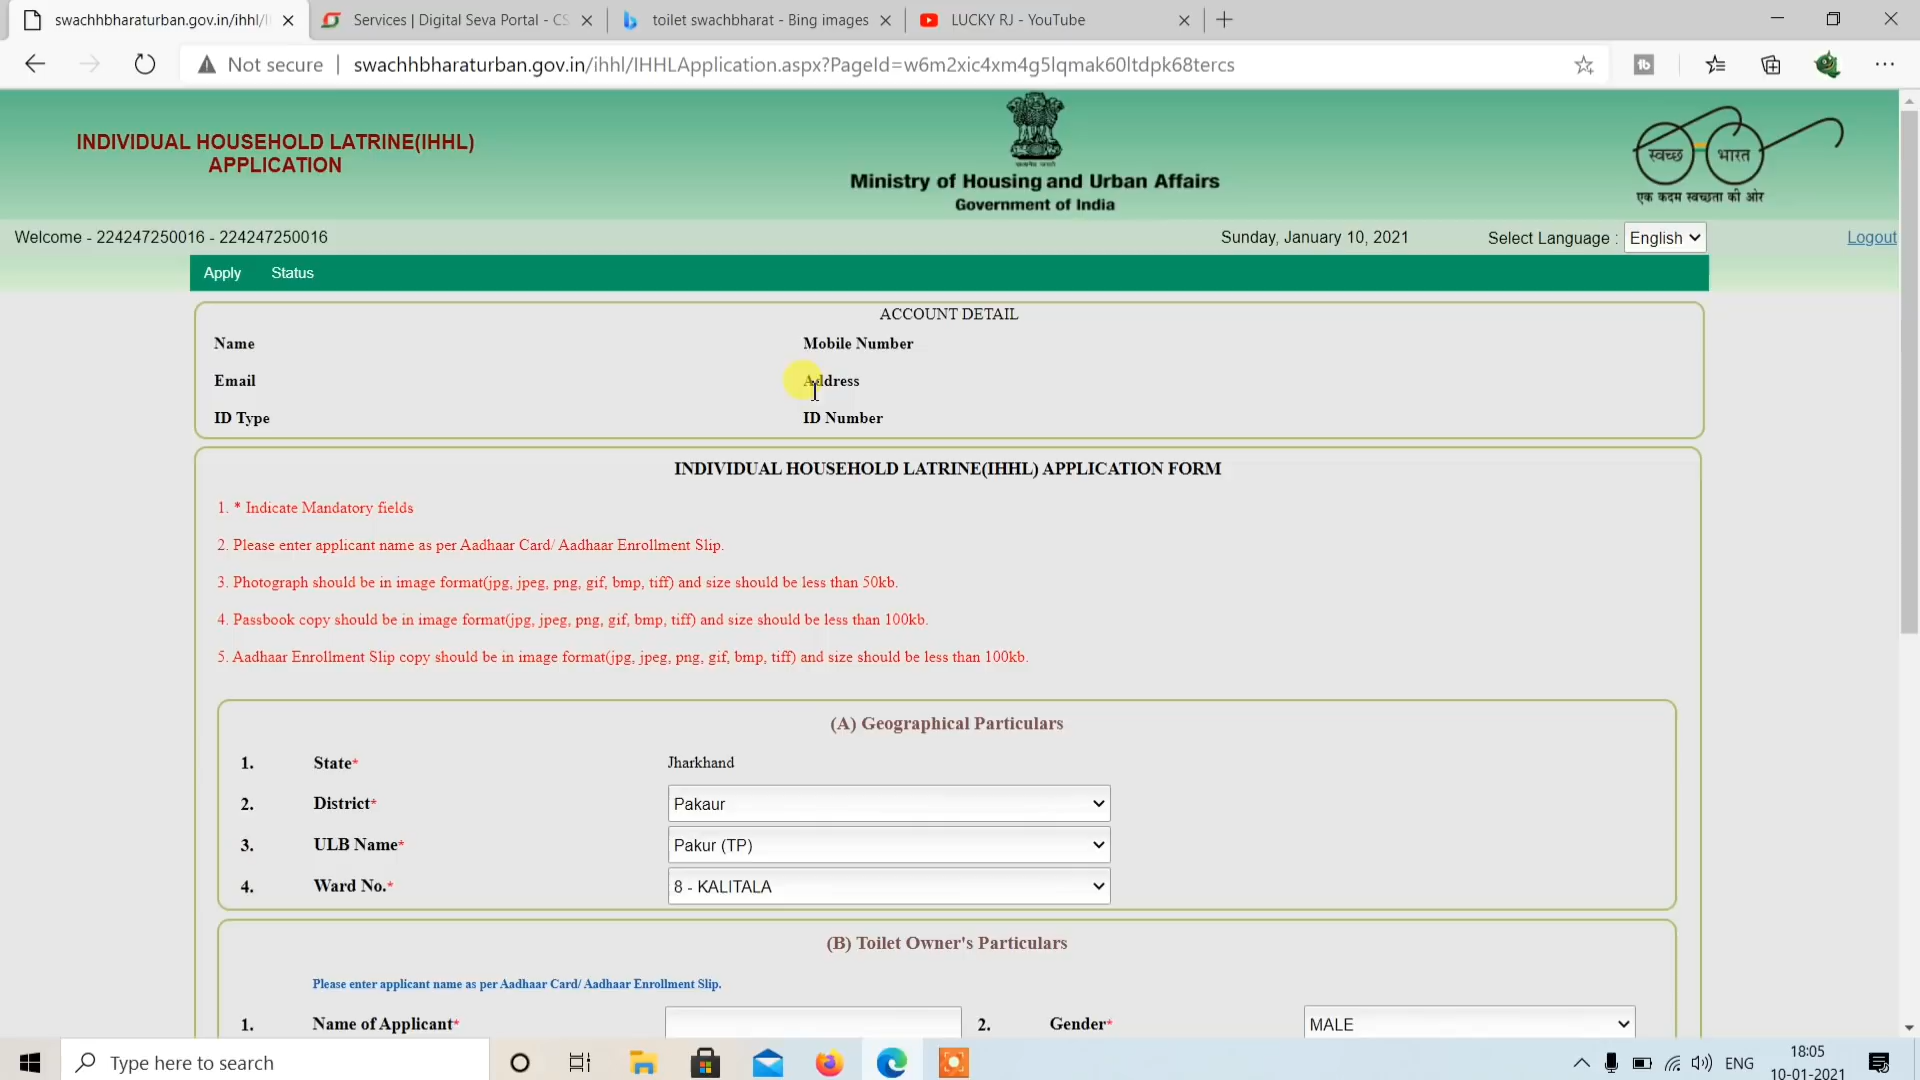 swachhbharaturban.gov.in/ihhl/I
Services | Digital Seva Portal - CS
toilet swachbharat - Bing images
LUCKY RJ - YouTube
Not secure | swachhbharaturban.gov.in/ihhl/IHHLApplication.aspx?PageId=w6m2xic4xm4g5lqmak60ltdpk68tercs
INDIVIDUAL HOUSEHOLD LATRINE(IHHL)
APPLICATION
Ministry of Housing and Urban Affairs
Government of India
स्वच्छ भारत
एक कदम स्वच्छता की ओर
Welcome - 224247250016 - 224247250016
Sunday, January 10, 2021
Select Language : English
Logout
Apply Status
ACCOUNT DETAIL
Name Mobile Number
Email Address
ID Type ID Number
INDIVIDUAL HOUSEHOLD LATRINE(IHHL) APPLICATION FORM
1. * Indicate Mandatory fields
2. Please enter applicant name as per Aadhaar Card/ Aadhaar Enrollment Slip.
3. Photograph should be in image format(jpg, jpeg, png, gif, bmp, tiff) and size should be less than 50kb.
4. Passbook copy should be in image format(jpg, jpeg, png, gif, bmp, tiff) and size should be less than 100kb.
5. Aadhaar Enrollment Slip copy should be in image format(jpg, jpeg, png, gif, bmp, tiff) and size should be less than 100kb.
(A) Geographical Particulars
1. State* Jharkhand
2. District* Pakaur
3. ULB Name* Pakur (TP)
4. Ward No.* 8 - KALITALA
(B) Toilet Owner's Particulars
Please enter applicant name as per Aadhaar Card/ Aadhaar Enrollment Slip.
1. Name of Applicant* 2. Gender* MALE
Type here to search
ENG
18:05
10-01-2021